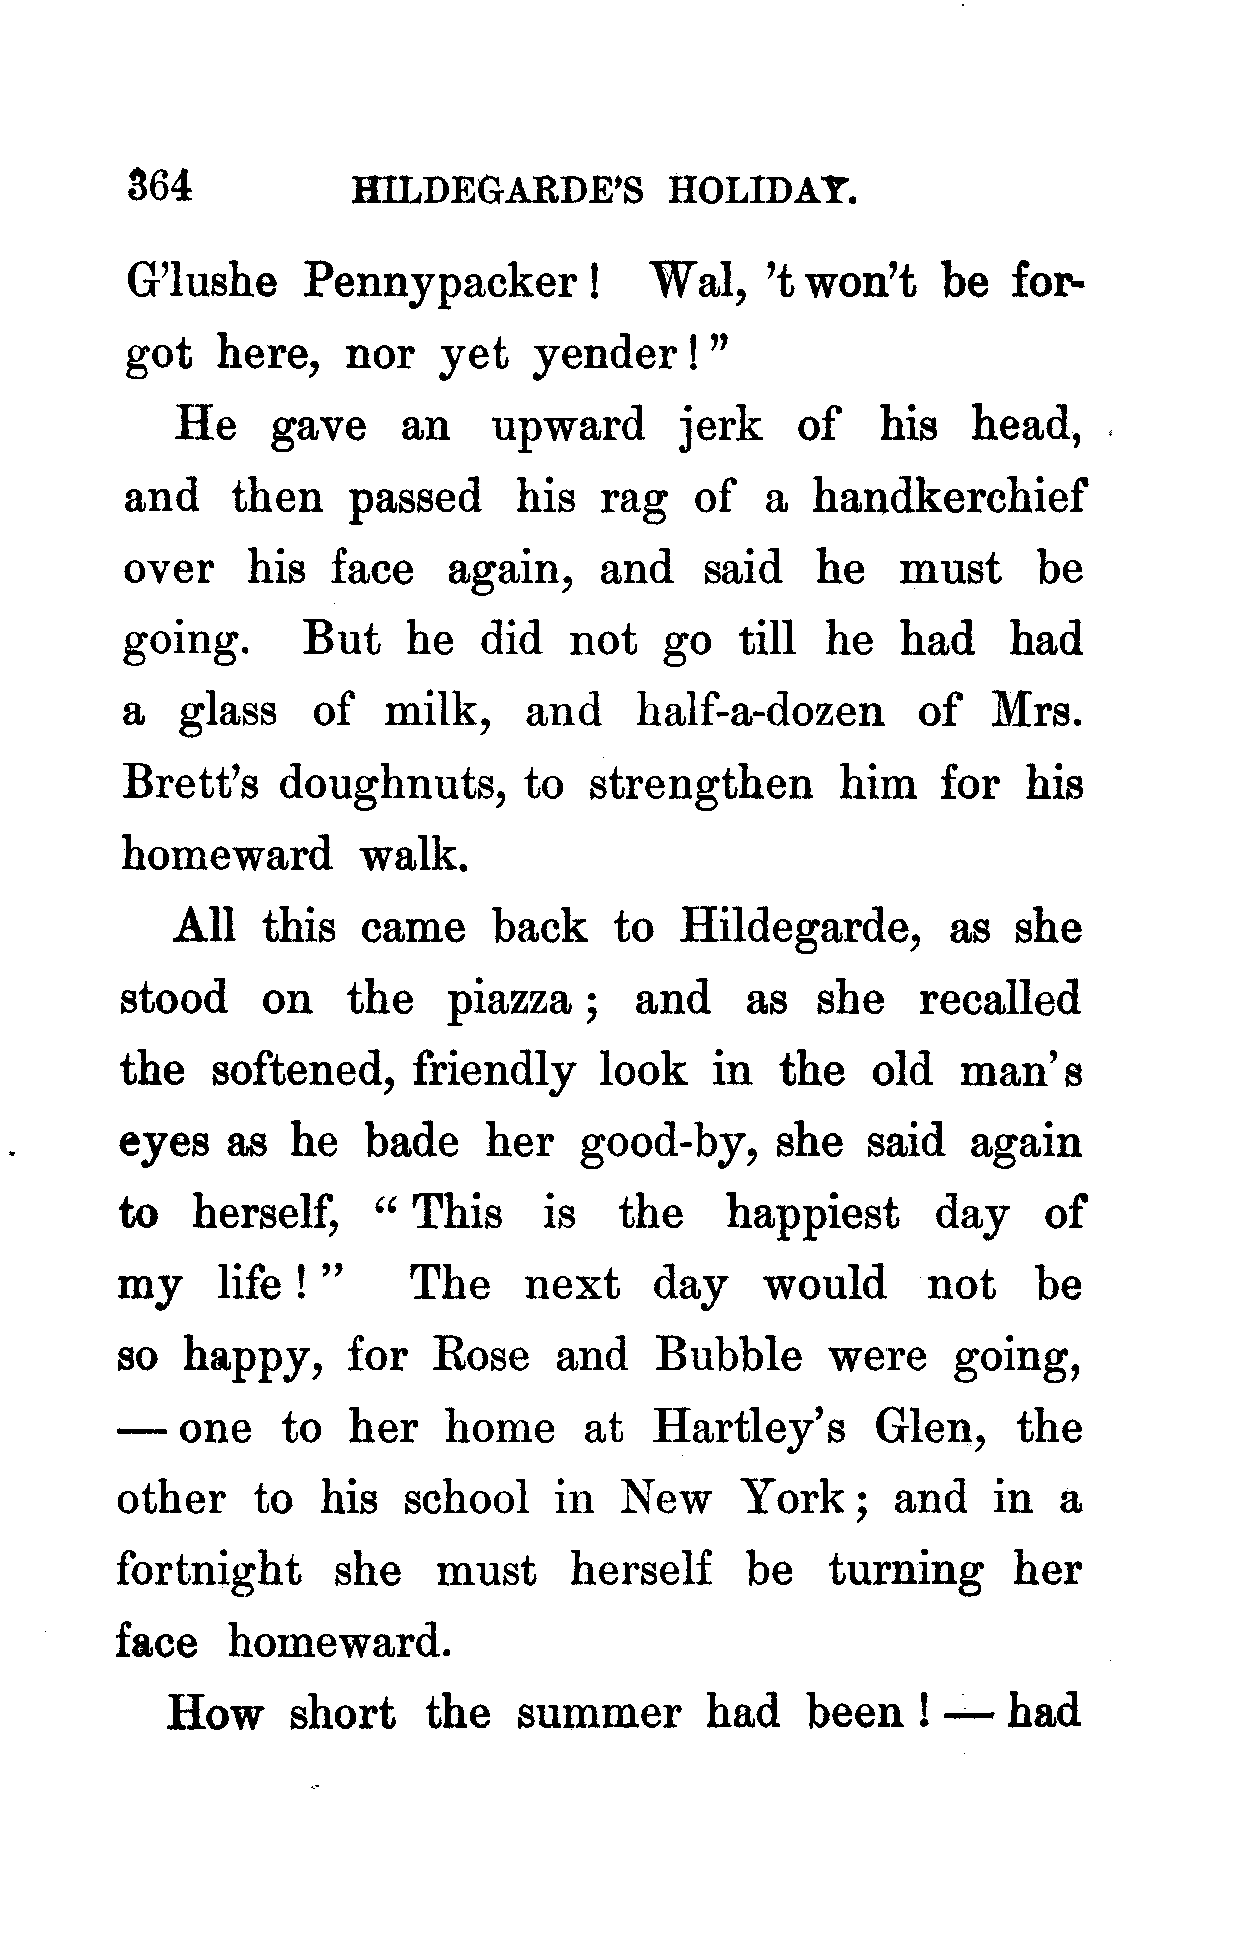 364 HILDEGARDE'S HOLIDAY.
G'lushe Pennypacker! Wal, 't won't be for-
got here, nor yet yender!"
He gave an upward jerk of his head,
and then passed his rag of a handkerchief
over his face again, and said he must be
going. But he did not go till he had had
a glass of milk, and half-a-dozen of Mrs.
Brett's doughnuts, to strengthen him for his
homeward walk.
All this came back to Hildegarde, as she
stood on the piazza; and as she recalled
the softened, friendly look in the old man's
eyes as he bade her good-by, she said again
to herself, "This is the happiest day of
my life!" The next day would not be
so happy, for Rose and Bubble were going,
— one to her home at Hartley's Glen, the
other to his school in New York; and in a
fortnight she must herself be turning her
face homeward.
How short the summer had been! — had